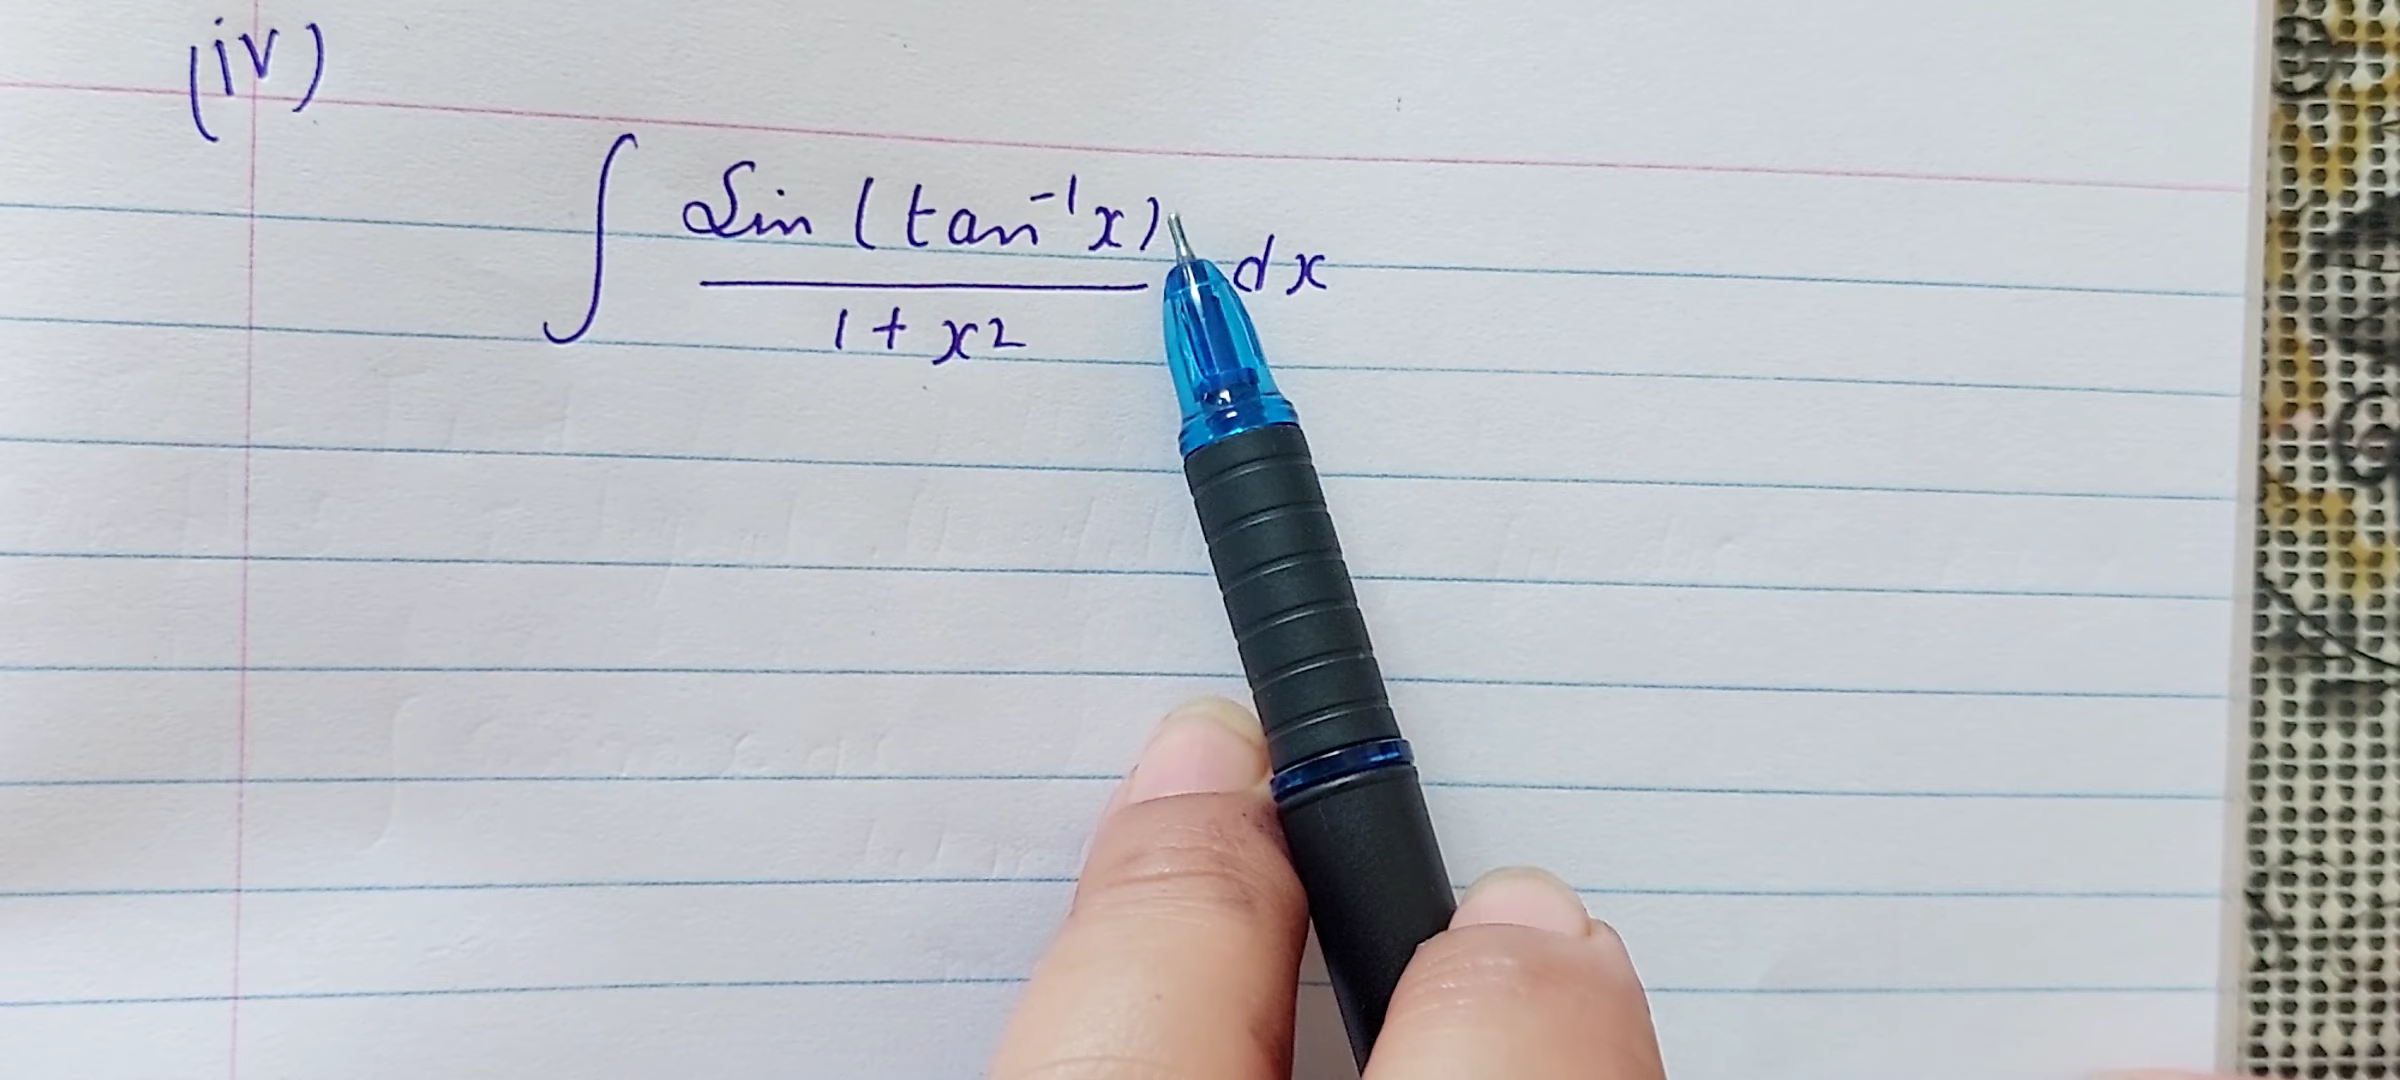 (iv)
∫ Sin (tan⁻¹x) / 1 + x² dx